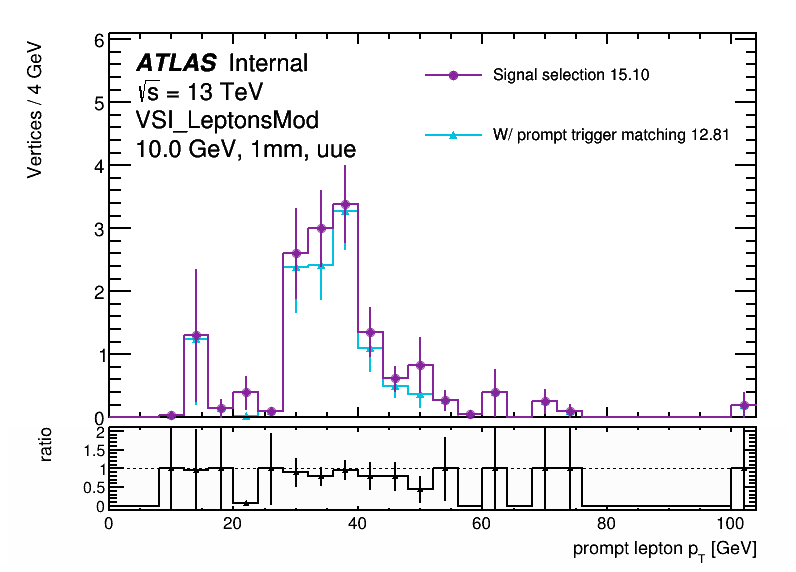 Vertices / 4 GeV
6
5
4
3
2
1
0
ATLAS Internal
√s = 13 TeV
VSI_LeptonsMod
10.0 GeV, 1mm, uue
Signal selection 15.10
W/ prompt trigger matching 12.81
ratio
2
1.5
1
0.5
0
0 20 40 60 80 100
prompt lepton p_T [GeV]